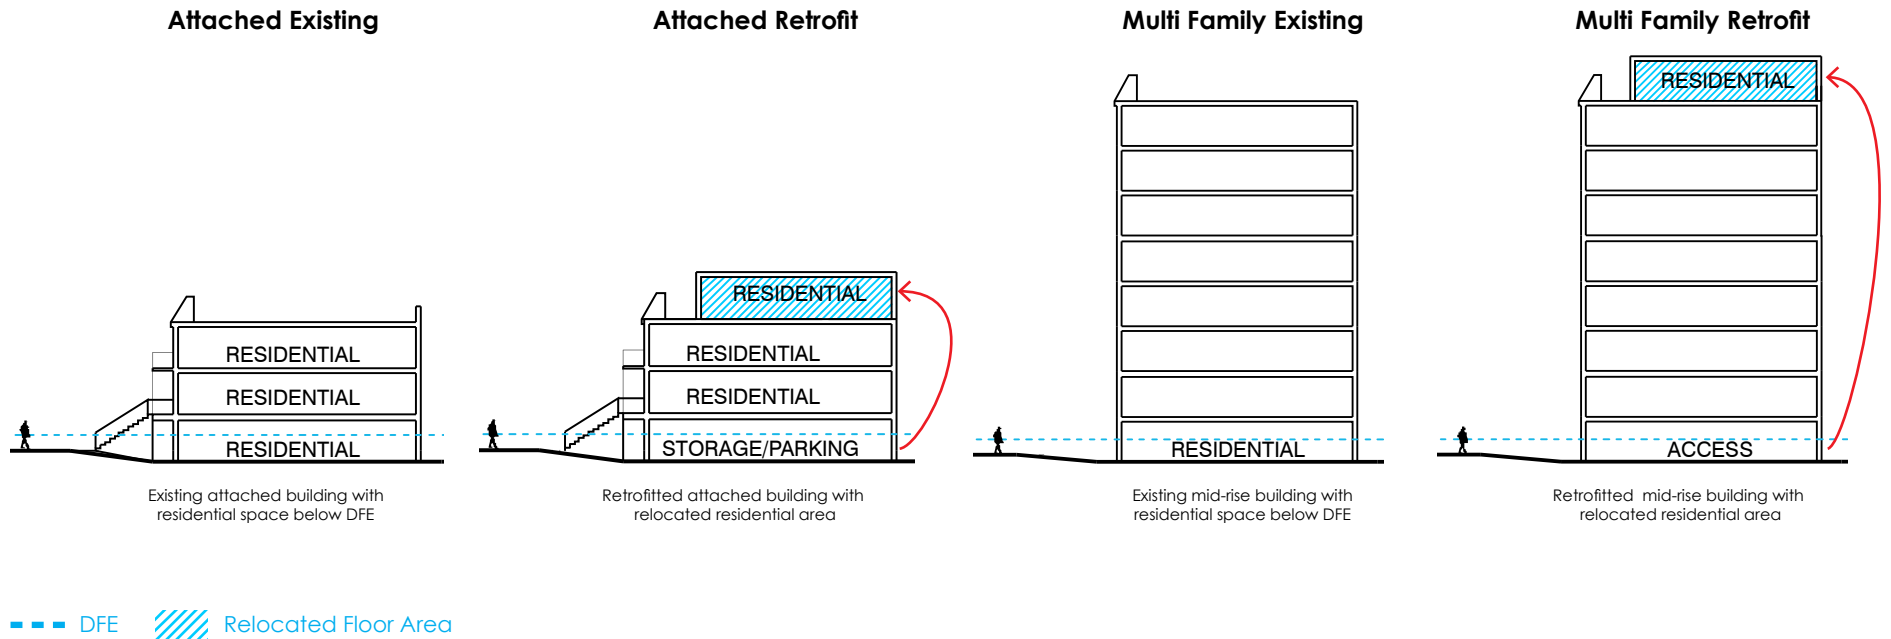 Attached Existing
Attached Retrofit
Multi Family Existing
Multi Family Retrofit
RESIDENTIAL
RESIDENTIAL
RESIDENTIAL
Existing attached building with
residential space below DFE
RESIDENTIAL
RESIDENTIAL
RESIDENTIAL
STORAGE/PARKING
Retrofitted attached building with
relocated residential area
RESIDENTIAL
Existing mid-rise building with
residential space below DFE
RESIDENTIAL
ACCESS
Retrofitted mid-rise building with
relocated residential area
DFE
Relocated Floor Area